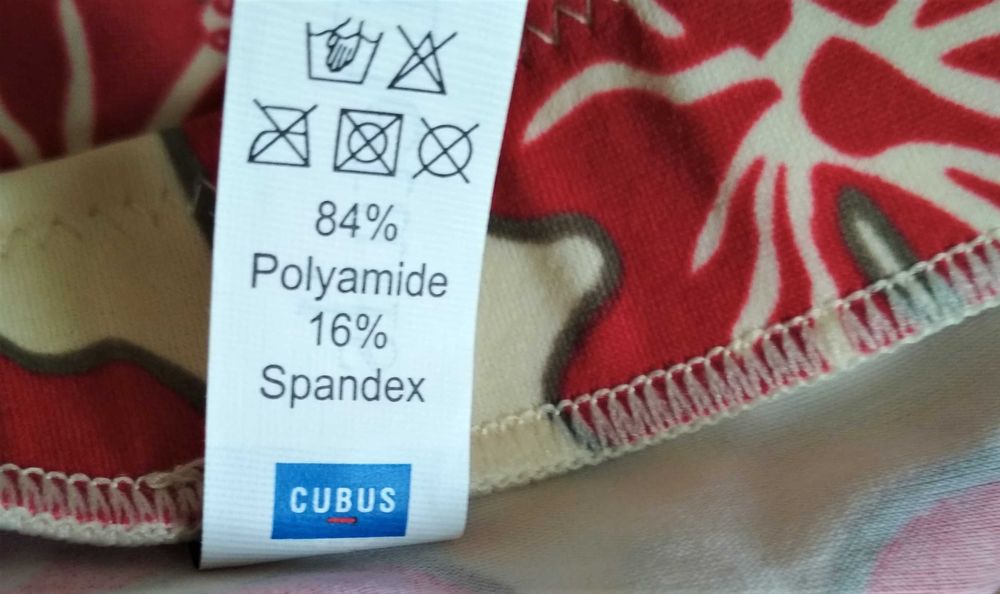 84%
Polyamide
16%
Spandex
CUBUS